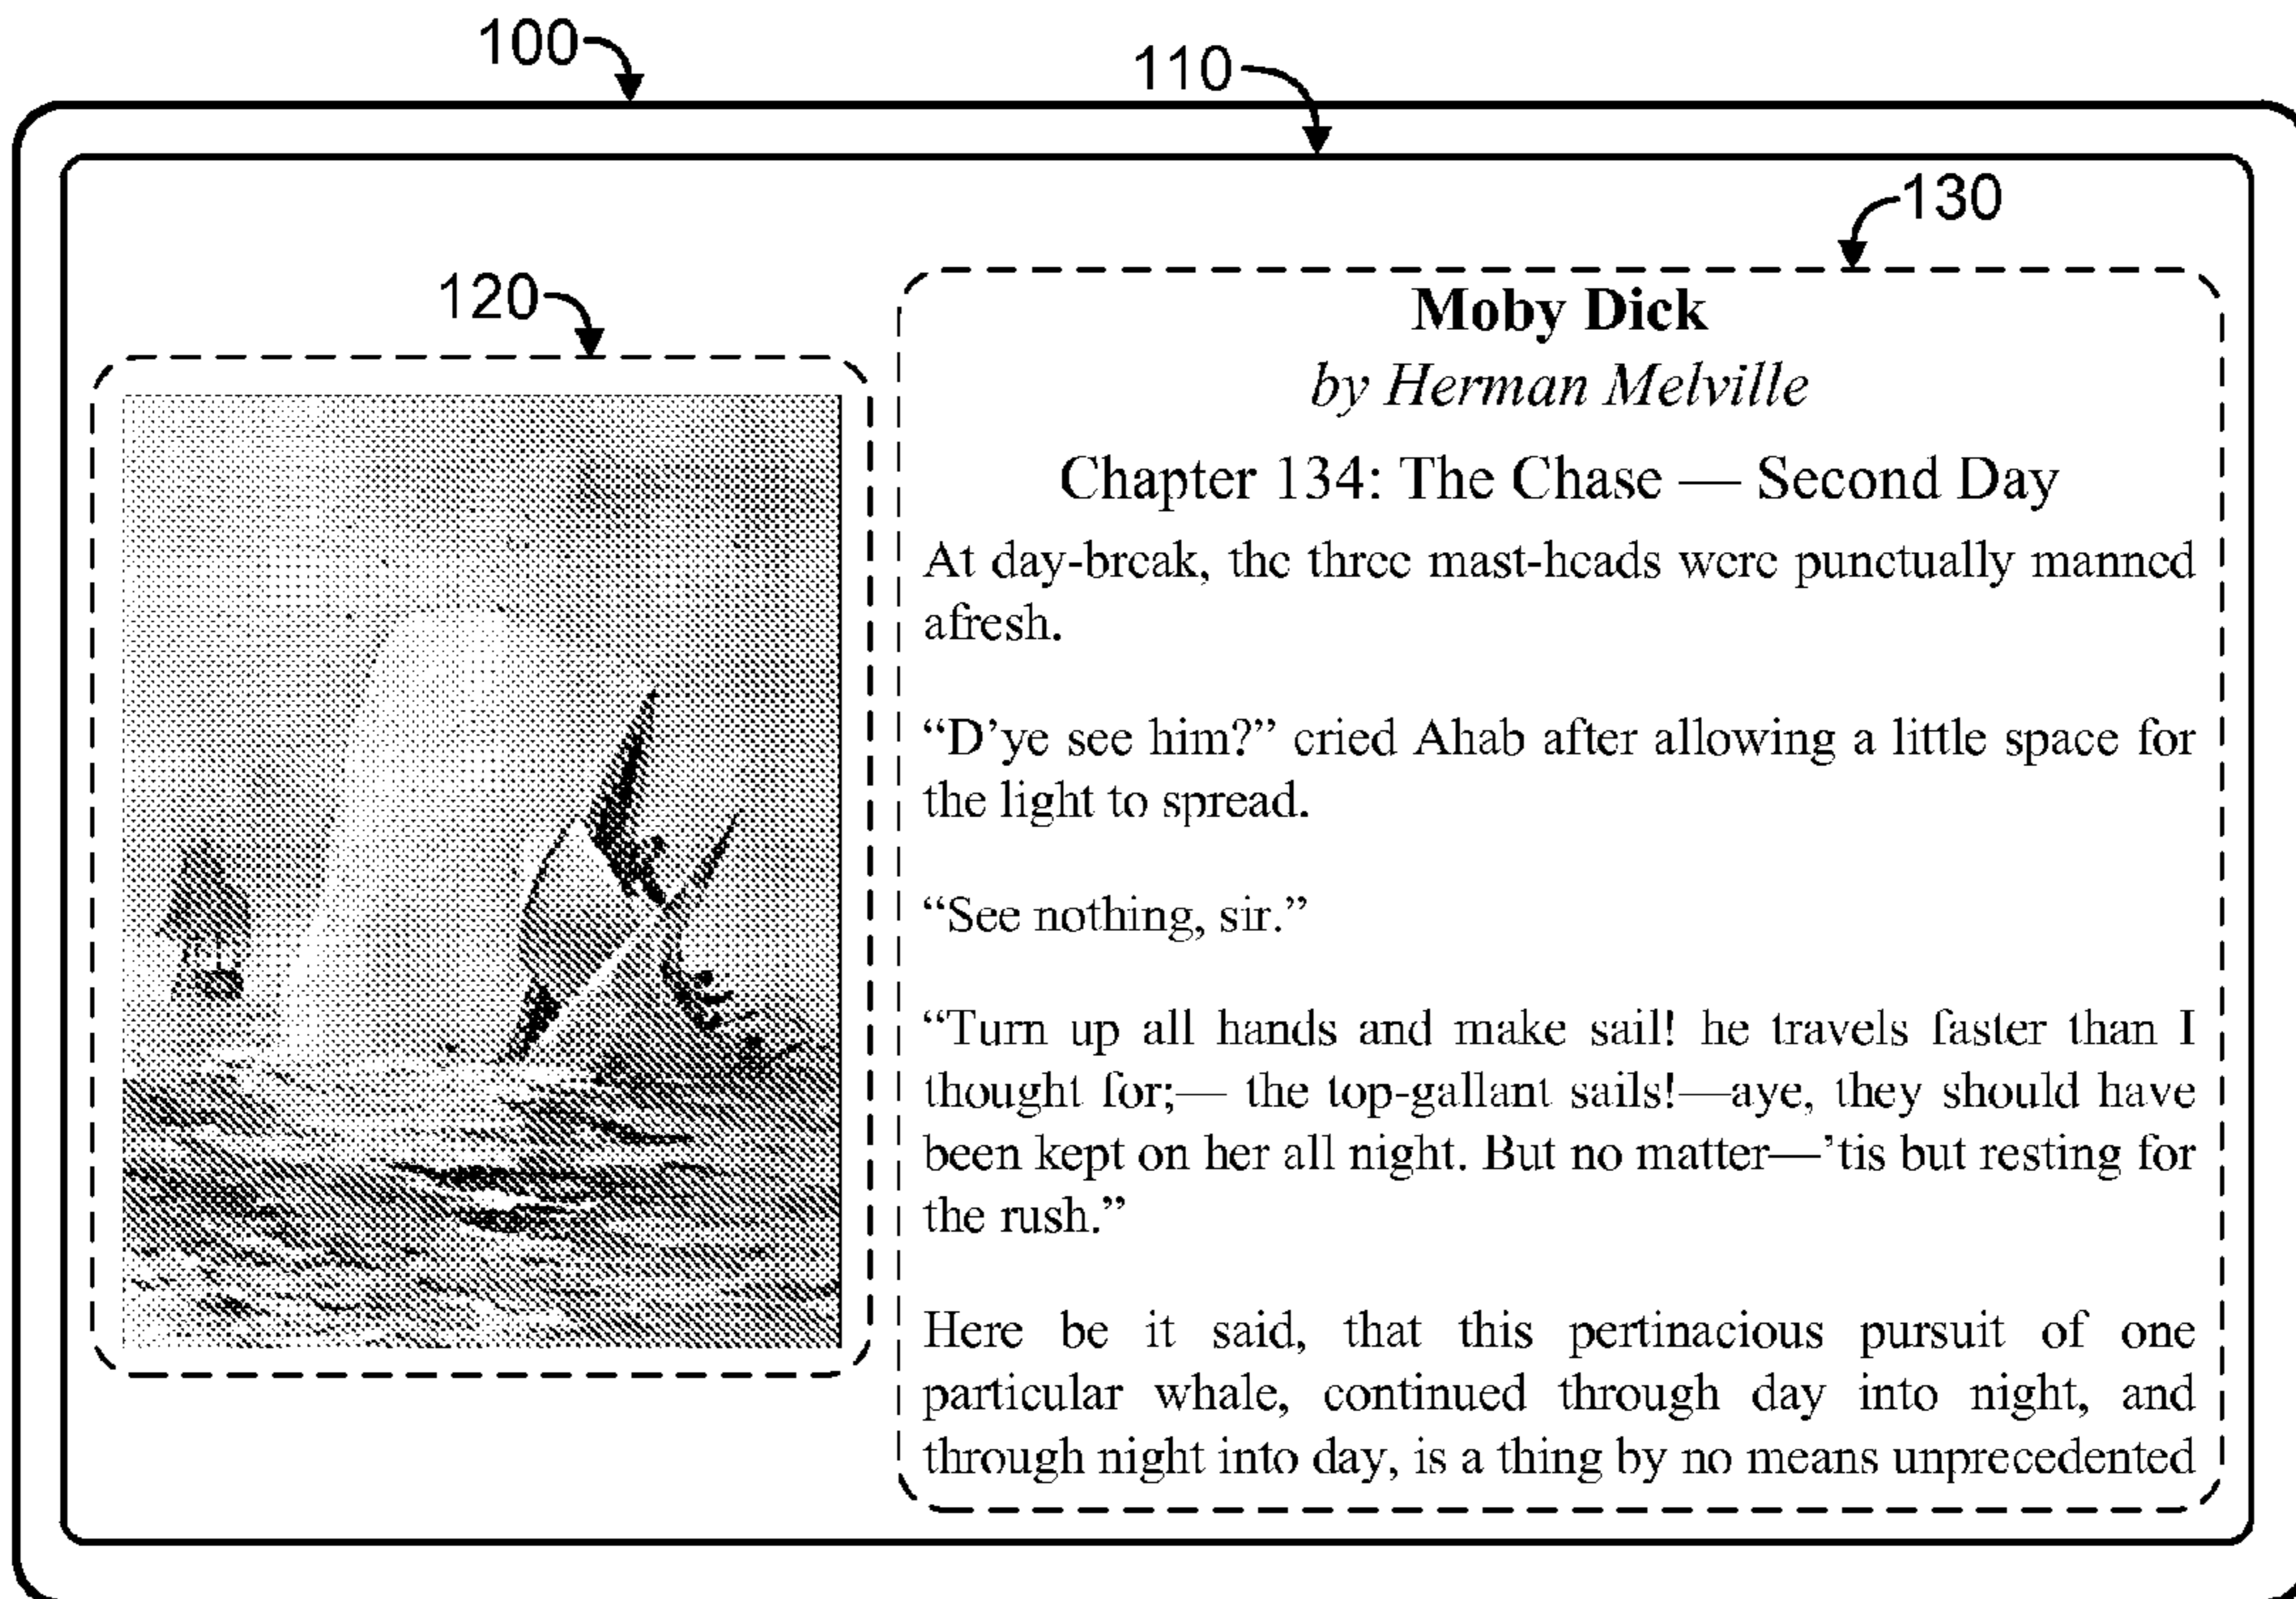 100
110
130
120
Moby Dick
by Herman Melville
Chapter 134: The Chase — Second Day
At day-break, the three mast-heads were punctually manned
afresh.
“D’ye see him?” cried Ahab after allowing a little space for
the light to spread.
“See nothing, sir.”
“Turn up all hands and make sail! he travels faster than I
thought for;— the top-gallant sails!—aye, they should have
been kept on her all night. But no matter—’tis but resting for
the rush.”
Here be it said, that this pertinacious pursuit of one
particular whale, continued through day into night, and
through night into day, is a thing by no means unprecedented